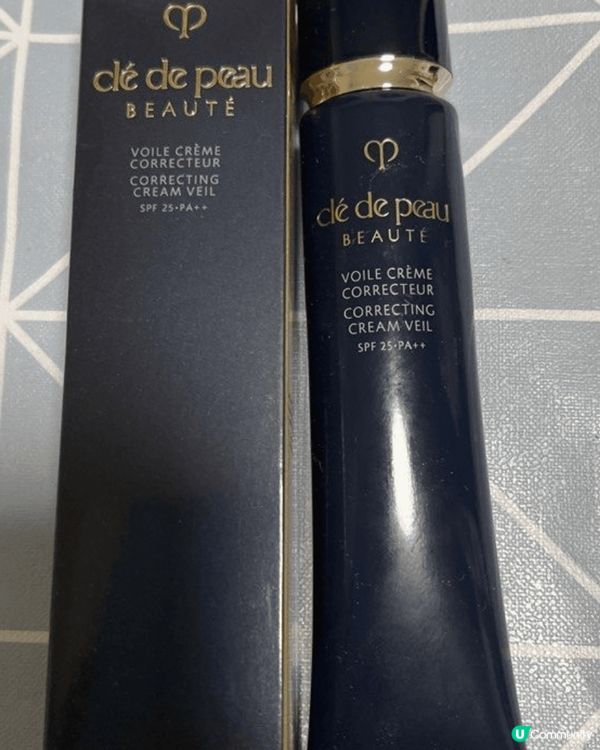 clé de peau
BEAUTÉ
VOILE CRÈME
CORRECTEUR
CORRECTING
CREAM VEIL
SPF 25·PA++
clé de peau
BEAUTÉ
VOILE CRÈME
CORRECTEUR
CORRECTING
CREAM VEIL
SPF 25·PA++
U Community